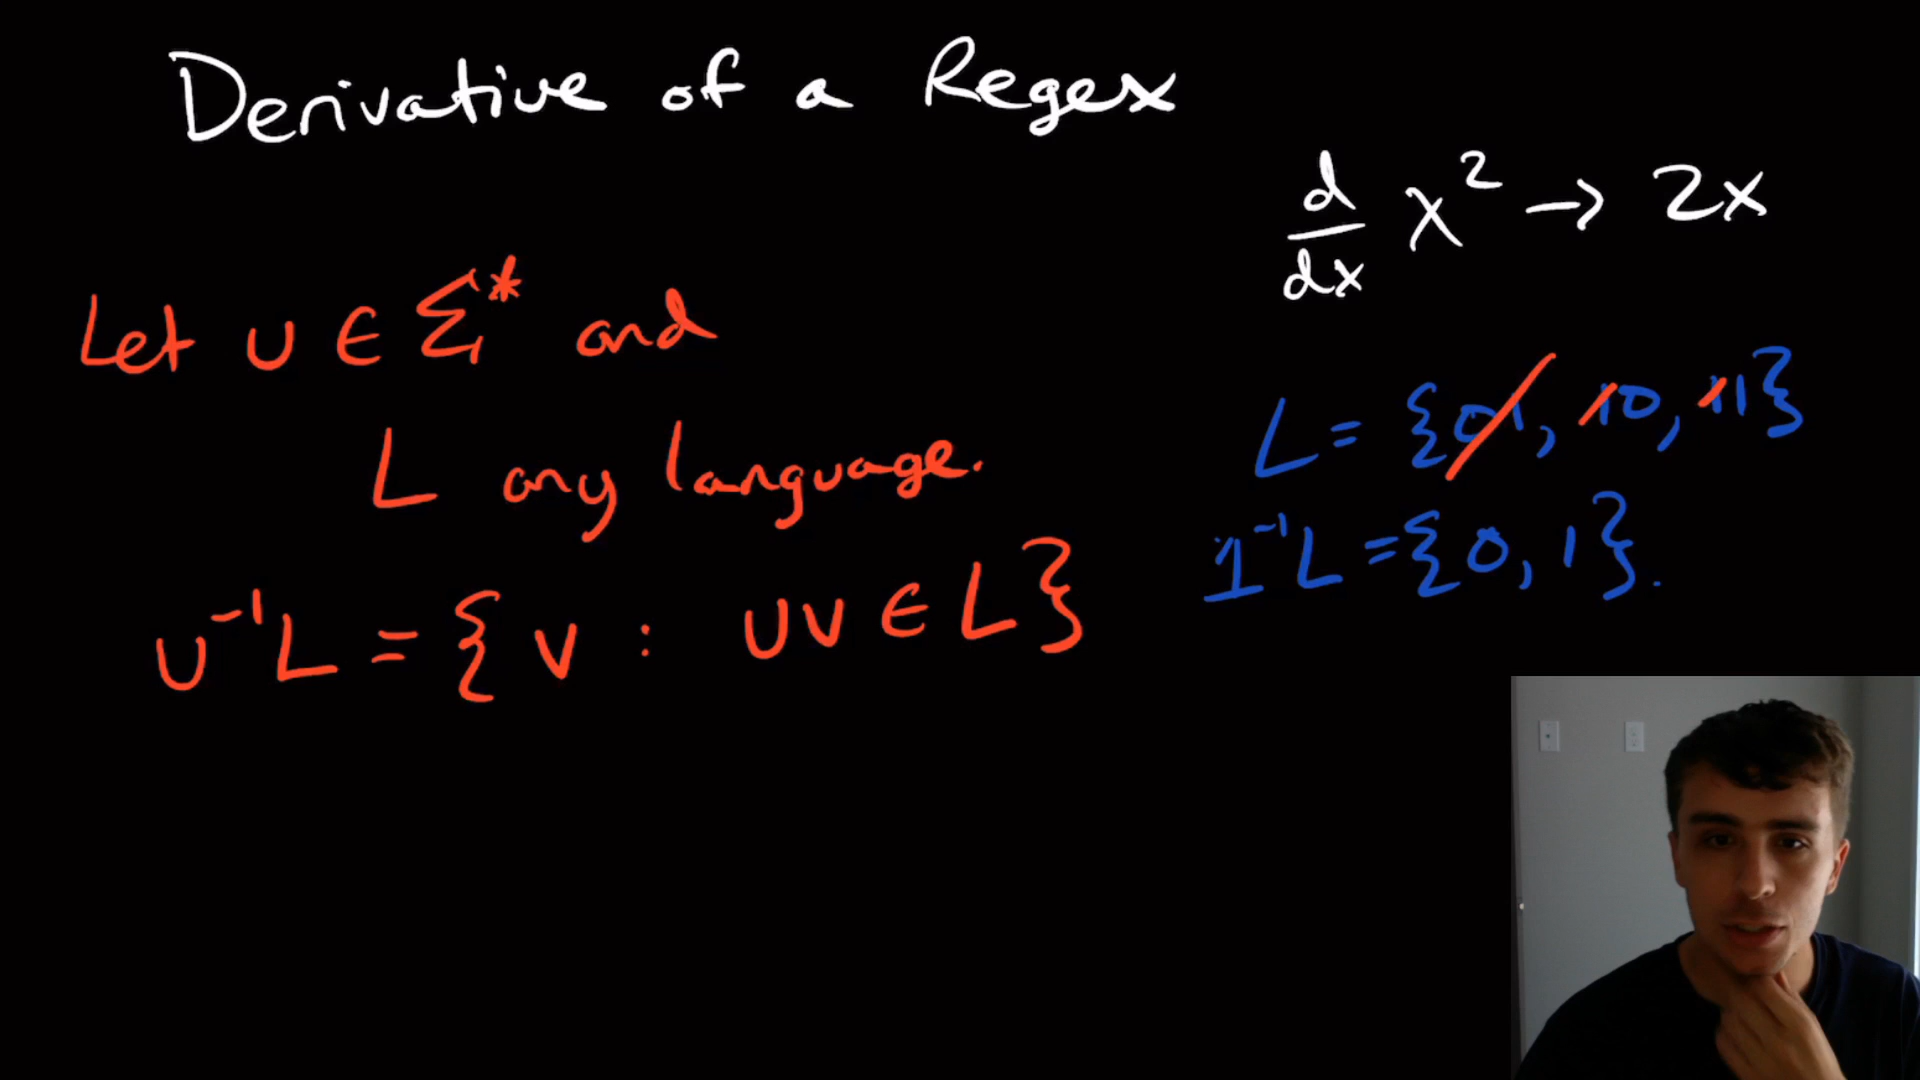 Derivative of a Regex
d/dx x² → 2x
Let u ∈ Σ* and
L any language.
u⁻¹L = { v : uv ∈ L}
L = {01, 10, 11}
1⁻¹L = {0, 1}.